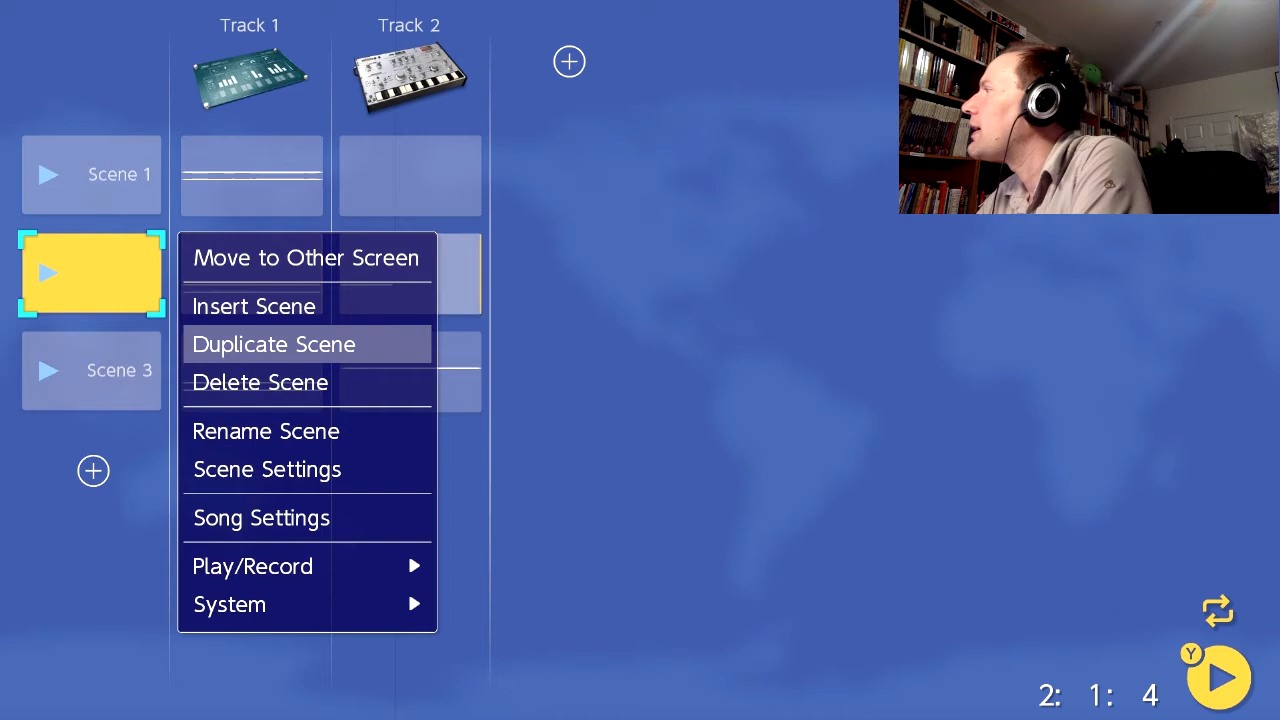 Track 1
Track 2
Scene 1
Scene 3
Move to Other Screen
Insert Scene
Duplicate Scene
Delete Scene
Rename Scene
Scene Settings
Song Settings
Play/Record
System
Y
2: 1: 4